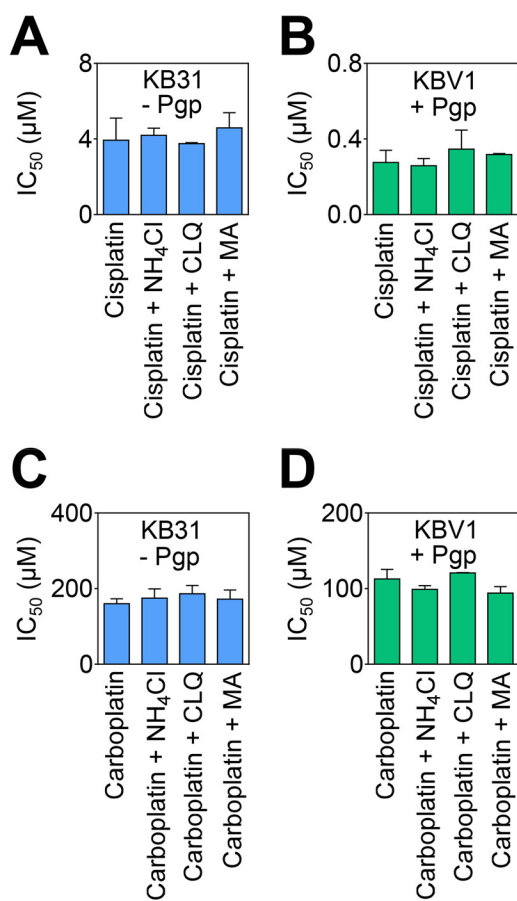 A
IC50 (μM)
8
4
0
KB31
- Pgp
Cisplatin
Cisplatin + NH4Cl
Cisplatin + CLQ
Cisplatin + MA
B
IC50 (μM)
0.8
0.4
0.0
KBV1
+ Pgp
Cisplatin
Cisplatin + NH4Cl
Cisplatin + CLQ
Cisplatin + MA
C
IC50 (μM)
400
200
0
KB31
- Pgp
Carboplatin
Carboplatin + NH4Cl
Carboplatin + CLQ
Carboplatin + MA
D
IC50 (μM)
200
100
0
KBV1
+ Pgp
Carboplatin
Carboplatin + NH4Cl
Carboplatin + CLQ
Carboplatin + MA